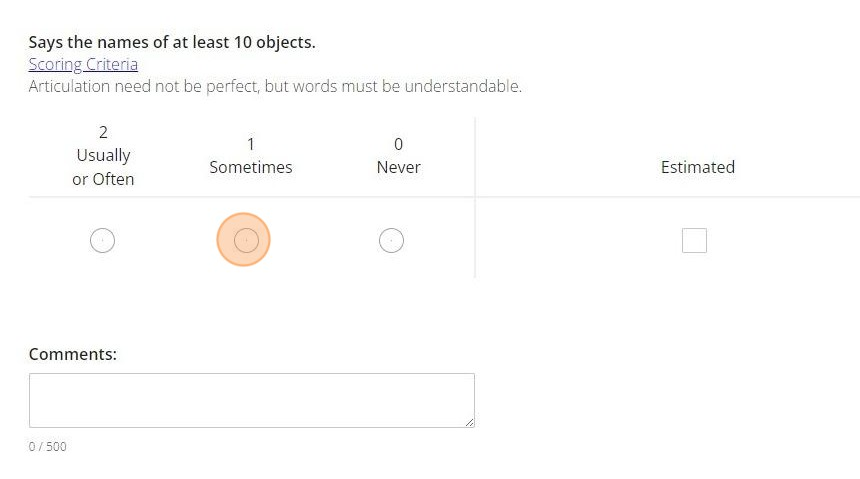 Says the names of at least 10 objects.
Scoring Criteria
Articulation need not be perfect, but words must be understandable.
2
Usually
or Often
1
Sometimes
0
Never
Estimated
Comments:
0 / 500